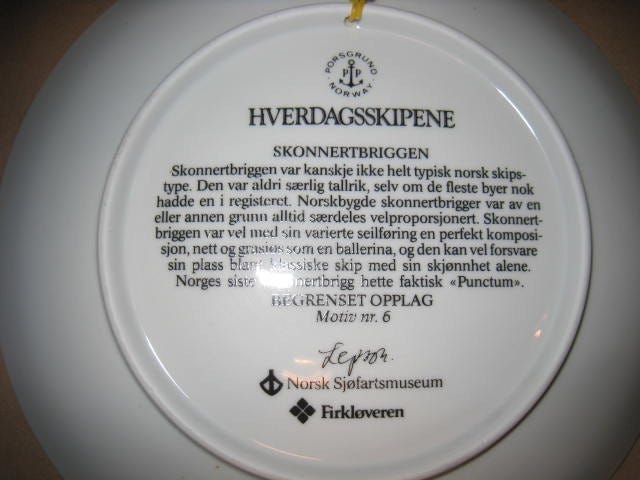 PORSGRUND
P P
NORWAY
HVERDAGSSKIPENE
SKONNERTBRIGGEN
Skonnertbriggen var kanskje ikke helt typisk norsk skips-
type. Den var aldri særlig tallrik, selv om de fleste byer nok
hadde en i registeret. Norskbygde skonnertbrigger var av en
eller annen grunn alltid særdeles velproporsjonert. Skonnert-
briggen var vel med sin varierte seilføring en perfekt komposi-
sjon, nett og grasiøs som en ballerina, og den kan vel forsvare
sin plass blant klassiske skip med sin skjønnhet alene.
Norges siste skonnertbrigg hette faktisk «Punctum».
BEGRENSET OPPLAG
Motiv nr. 6
Norsk Sjøfartsmuseum
Firkløveren